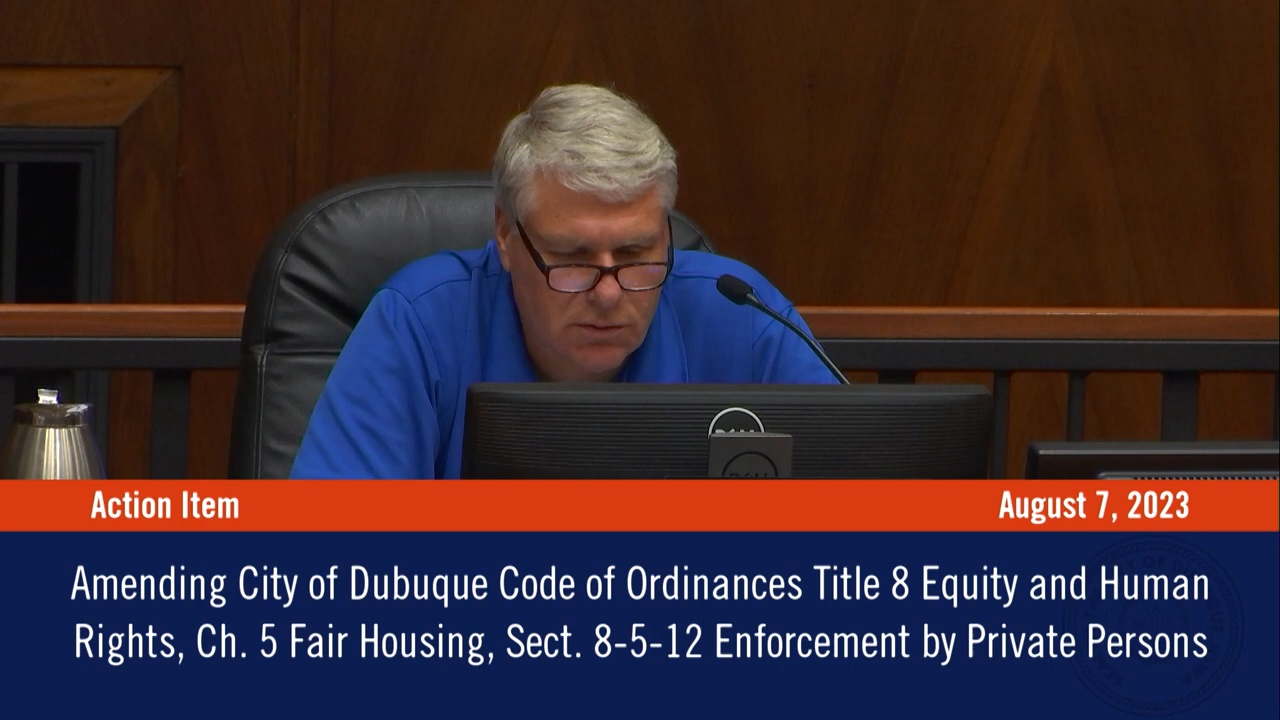 Action Item
August 7, 2023
Amending City of Dubuque Code of Ordinances Title 8 Equity and Human
Rights, Ch. 5 Fair Housing, Sect. 8-5-12 Enforcement by Private Persons